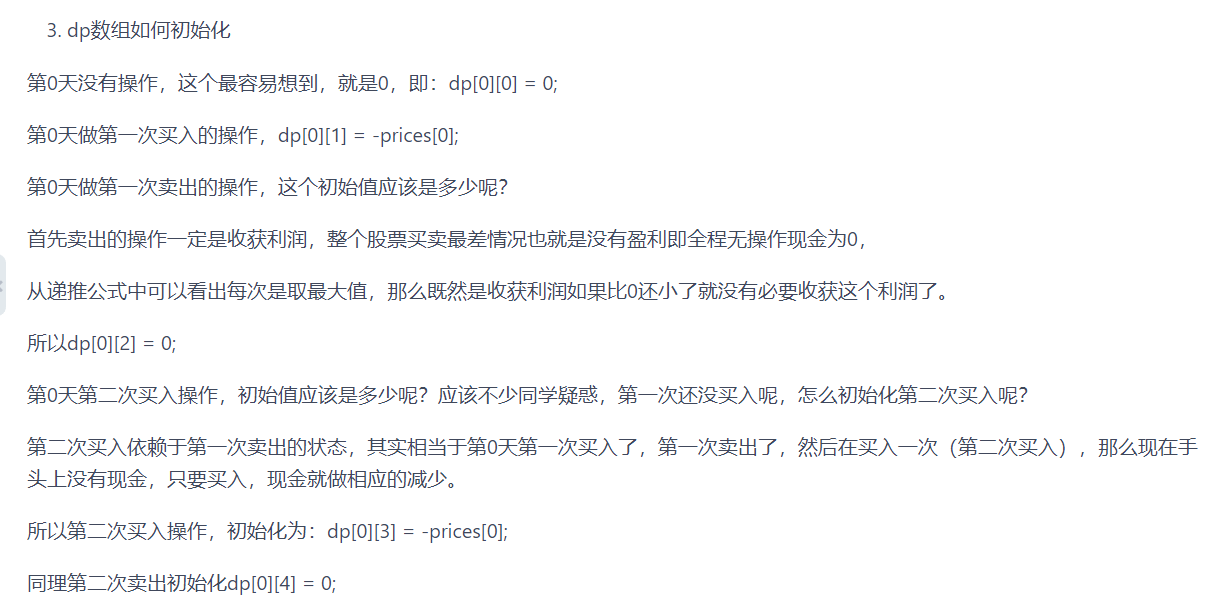 3. dp数组如何初始化
第0天没有操作，这个最容易想到，就是0，即：dp[0][0] = 0;
第0天做第一次买入的操作，dp[0][1] = -prices[0];
第0天做第一次卖出的操作，这个初始值应该是多少呢？
首先卖出的操作一定是收获利润，整个股票买卖最差情况也就是没有盈利即全程无操作现金为0，
从递推公式中可以看出每次是取最大值，那么既然是收获利润如果比0还小了就没有必要收获这个利润了。
所以dp[0][2] = 0;
第0天第二次买入操作，初始值应该是多少呢？应该不少同学疑惑，第一次还没买入呢，怎么初始化第二次买入呢？
第二次买入依赖于第一次卖出的状态，其实相当于第0天第一次买入了，第一次卖出了，然后在买入一次（第二次买入），那么现在手
头上没有现金，只要买入，现金就做相应的减少。
所以第二次买入操作，初始化为：dp[0][3] = -prices[0];
同理第二次卖出初始化dp[0][4] = 0;